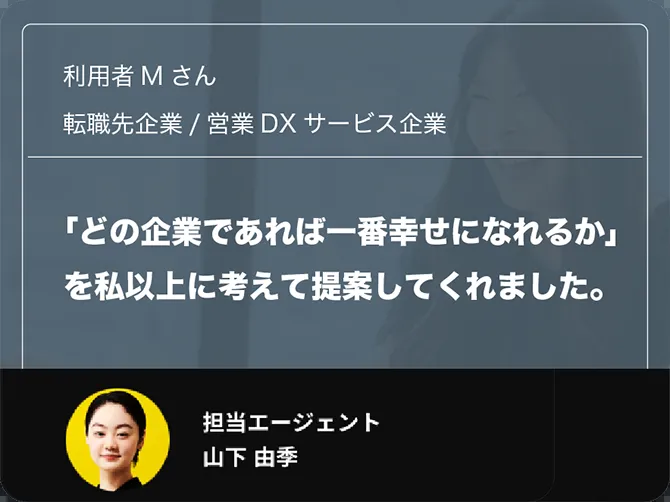 利用者 M さん
転職先企業 / 営業 DX サービス企業
「どの企業であれば一番幸せになれるか」
を私以上に考えて提案してくれました。
担当エージェント
山下 由季